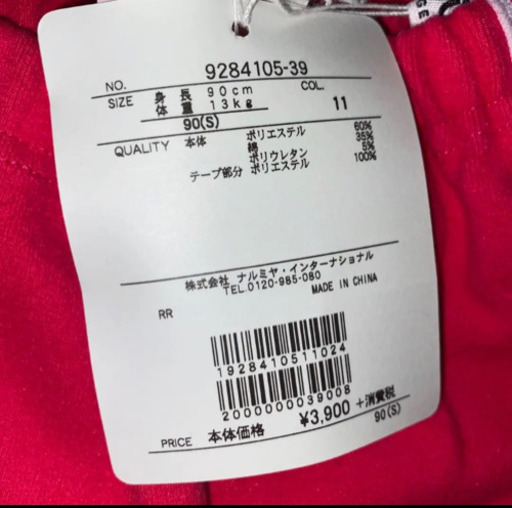 GE
NO. 9284105-39
SIZE 身長 90cm COL.
体重 13kg 11
90(S)
QUALITY 本体 ポリエステル 60%
綿 35%
ポリウレタン 5%
テープ部分 ポリエステル 100%
株式会社 ナルミヤ・インターナショナル
TEL.0120-985-080
MADE IN CHINA
RR
1928410511024
2000000039008
PRICE 本体価格 ¥3,900 +消費税
90(S)